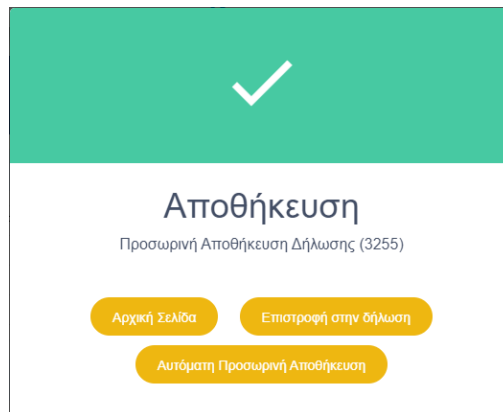 Αποθήκευση
Προσωρινή Αποθήκευση Δήλωσης (3255)
Αρχική Σελίδα
Επιστροφή στην δήλωση
Αυτόματη Προσωρινή Αποθήκευση